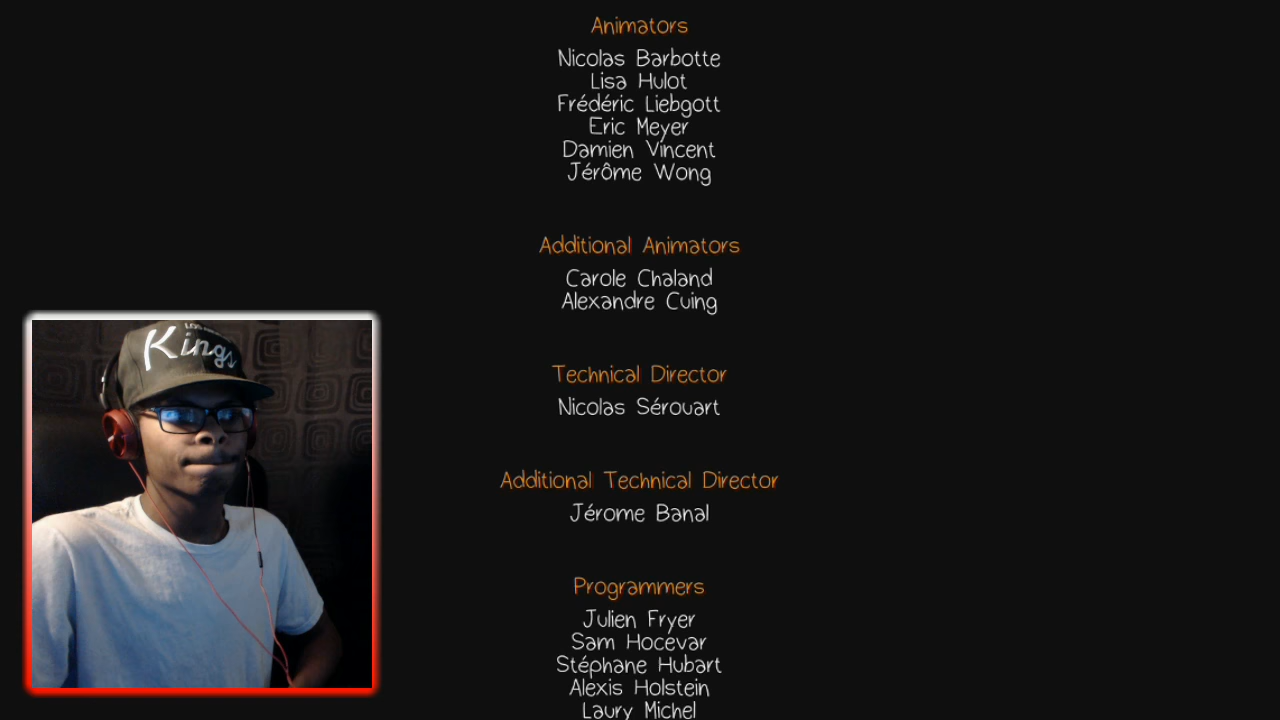 Animators
Nicolas Barbotte
Lisa Hulot
Frédéric Liebgott
Eric Meyer
Damien Vincent
Jérôme Wong
Additional Animators
Carole Chaland
Alexandre Cuing
Technical Director
Nicolas Sérouart
Additional Technical Director
Jérome Banal
Programmers
Julien Fryer
Sam Hocevar
Stéphane Hubart
Alexis Holstein
Laury Michel
Kings